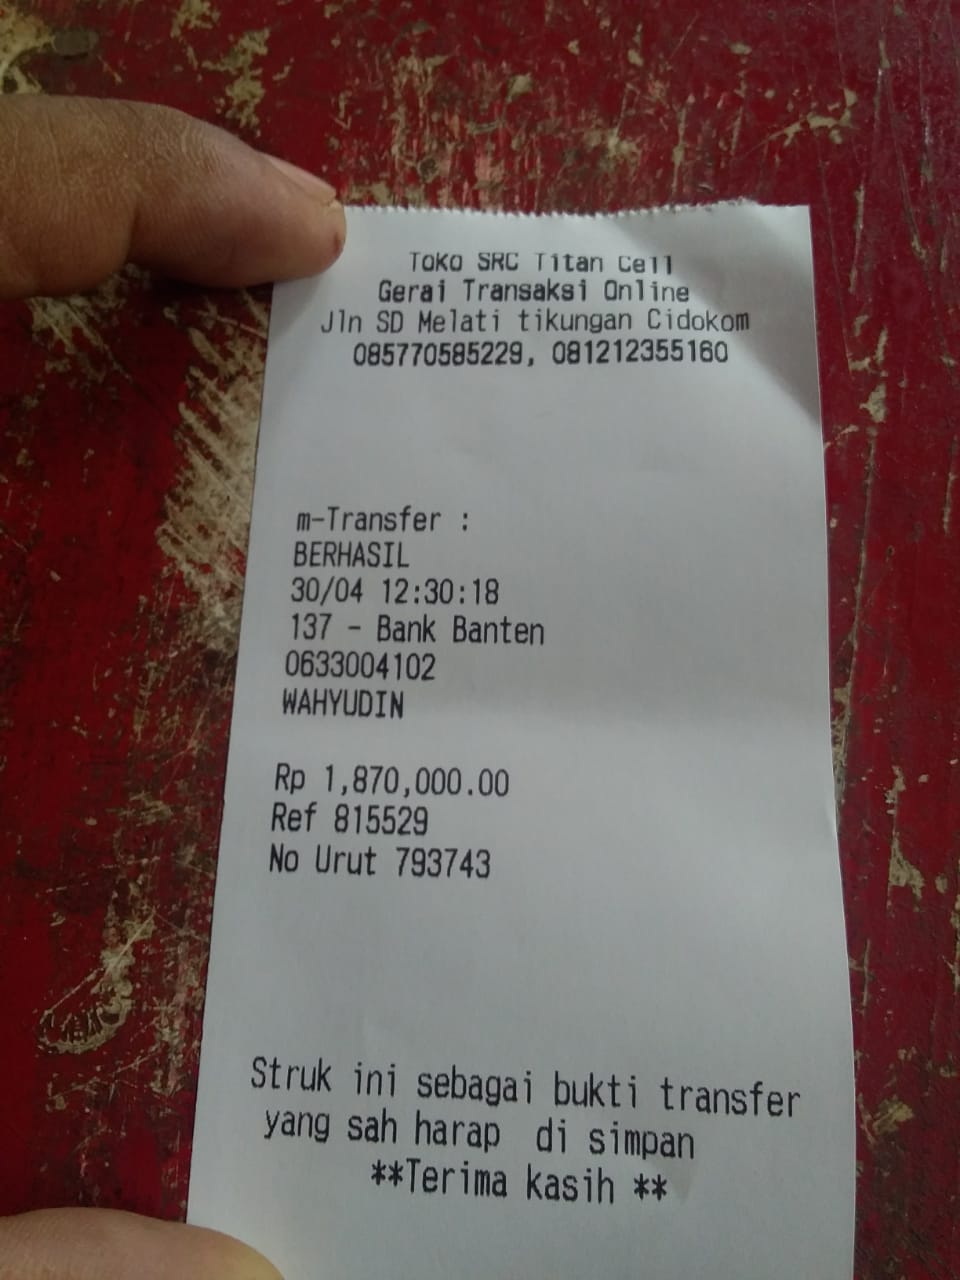 Toko SRC Titan Cell
Gerai Transaksi Online
Jln SD Melati tikungan Cidokom
085770585229, 081212355160
m-Transfer :
BERHASIL
30/04 12:30:18
137 - Bank Banten
0633004102
WAHYUDIN
Rp 1,870,000.00
Ref 815529
No Urut 793743
Struk ini sebagai bukti transfer
yang sah harap di simpan
**Terima kasih **